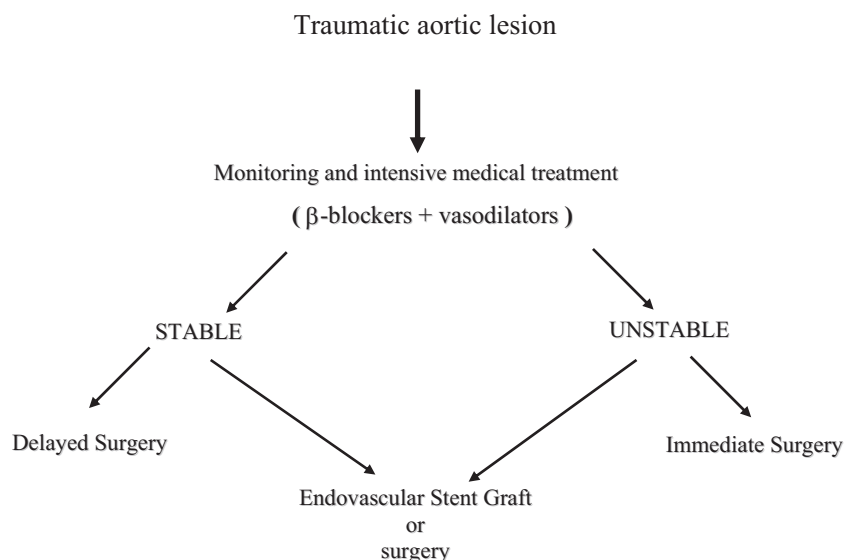 Traumatic aortic lesion
Monitoring and intensive medical treatment
( β-blockers + vasodilators )
STABLE
UNSTABLE
Delayed Surgery
Immediate Surgery
Endovascular Stent Graft
or
surgery